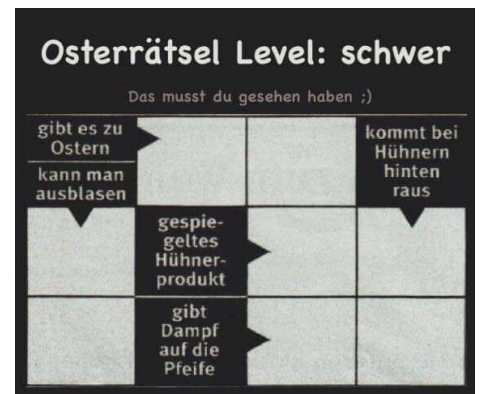 Osterrätsel Level: schwer
Das musst du gesehen haben ;)
gibt es zu
Ostern
kann man
ausblasen
kommt bei
Hühnern
hinten
raus
gespie-
geltes
Hühner-
produkt
gibt
Dampf
auf die
Pfeife